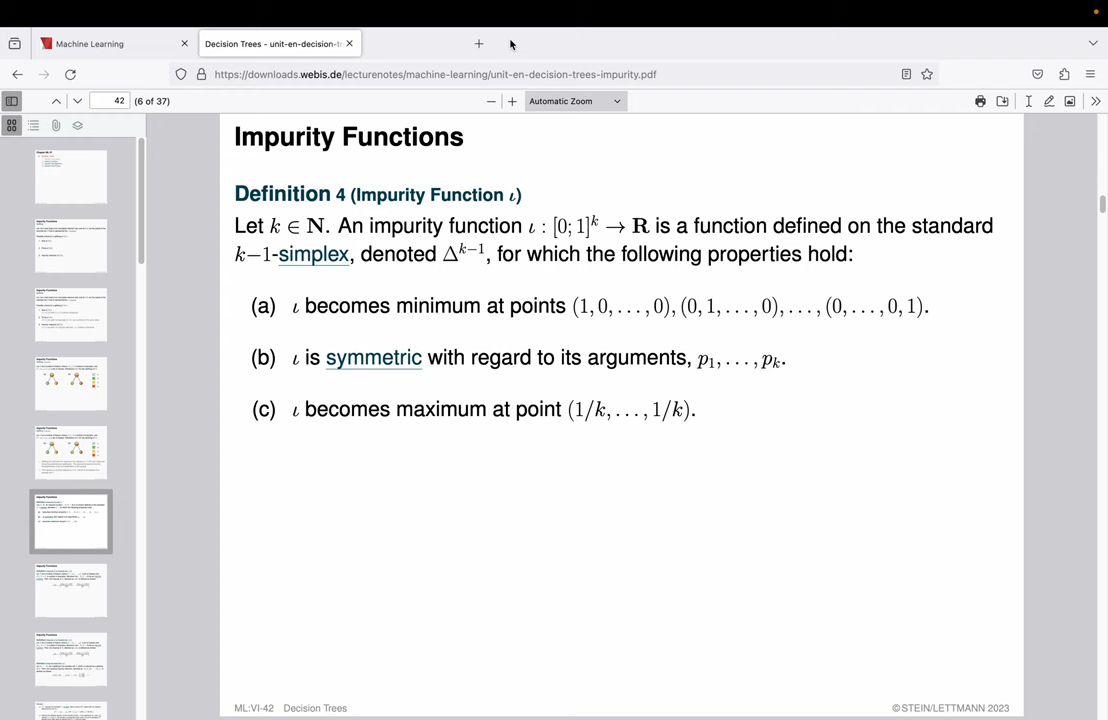 Machine Learning
Decision Trees - unit-en-decision-tr
https://downloads.webis.de/lecturenotes/machine-learning/unit-en-decision-trees-impurity.pdf
42 (6 of 37)
Automatic Zoom
Impurity Functions
Definition 4 (Impurity Function ι)
Let k ∈ N. An impurity function ι : [0; 1]^k → R is a function defined on the standard
k−1-simplex, denoted Δ^{k−1}, for which the following properties hold:
(a) ι becomes minimum at points (1, 0, . . . , 0), (0, 1, . . . , 0), . . . , (0, . . . , 0, 1).
(b) ι is symmetric with regard to its arguments, p₁, . . . , pₖ.
(c) ι becomes maximum at point (1/k, . . . , 1/k).
ML:VI-42 Decision Trees
©STEIN/LETTMANN 2023